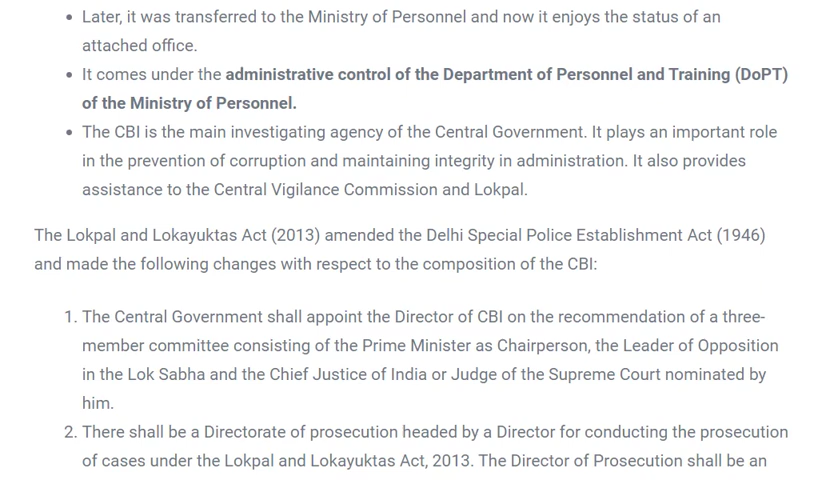 • Later, it was transferred to the Ministry of Personnel and now it enjoys the status of an
attached office.
• It comes under the administrative control of the Department of Personnel and Training (DoPT)
of the Ministry of Personnel.
• The CBI is the main investigating agency of the Central Government. It plays an important role
in the prevention of corruption and maintaining integrity in administration. It also provides
assistance to the Central Vigilance Commission and Lokpal.
The Lokpal and Lokayuktas Act (2013) amended the Delhi Special Police Establishment Act (1946)
and made the following changes with respect to the composition of the CBI:
1. The Central Government shall appoint the Director of CBI on the recommendation of a three-
member committee consisting of the Prime Minister as Chairperson, the Leader of Opposition
in the Lok Sabha and the Chief Justice of India or Judge of the Supreme Court nominated by
him.
2. There shall be a Directorate of prosecution headed by a Director for conducting the prosecution
of cases under the Lokpal and Lokayuktas Act, 2013. The Director of Prosecution shall be an